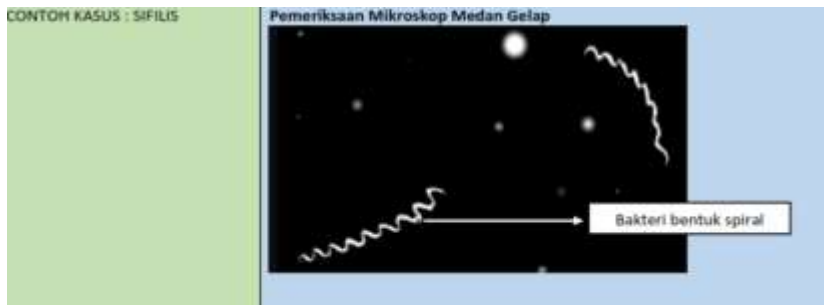 CONTOH KASUS : SIFILIS
Pemeriksaan Mikroskop Medan Gelap
Bakteri bentuk spiral